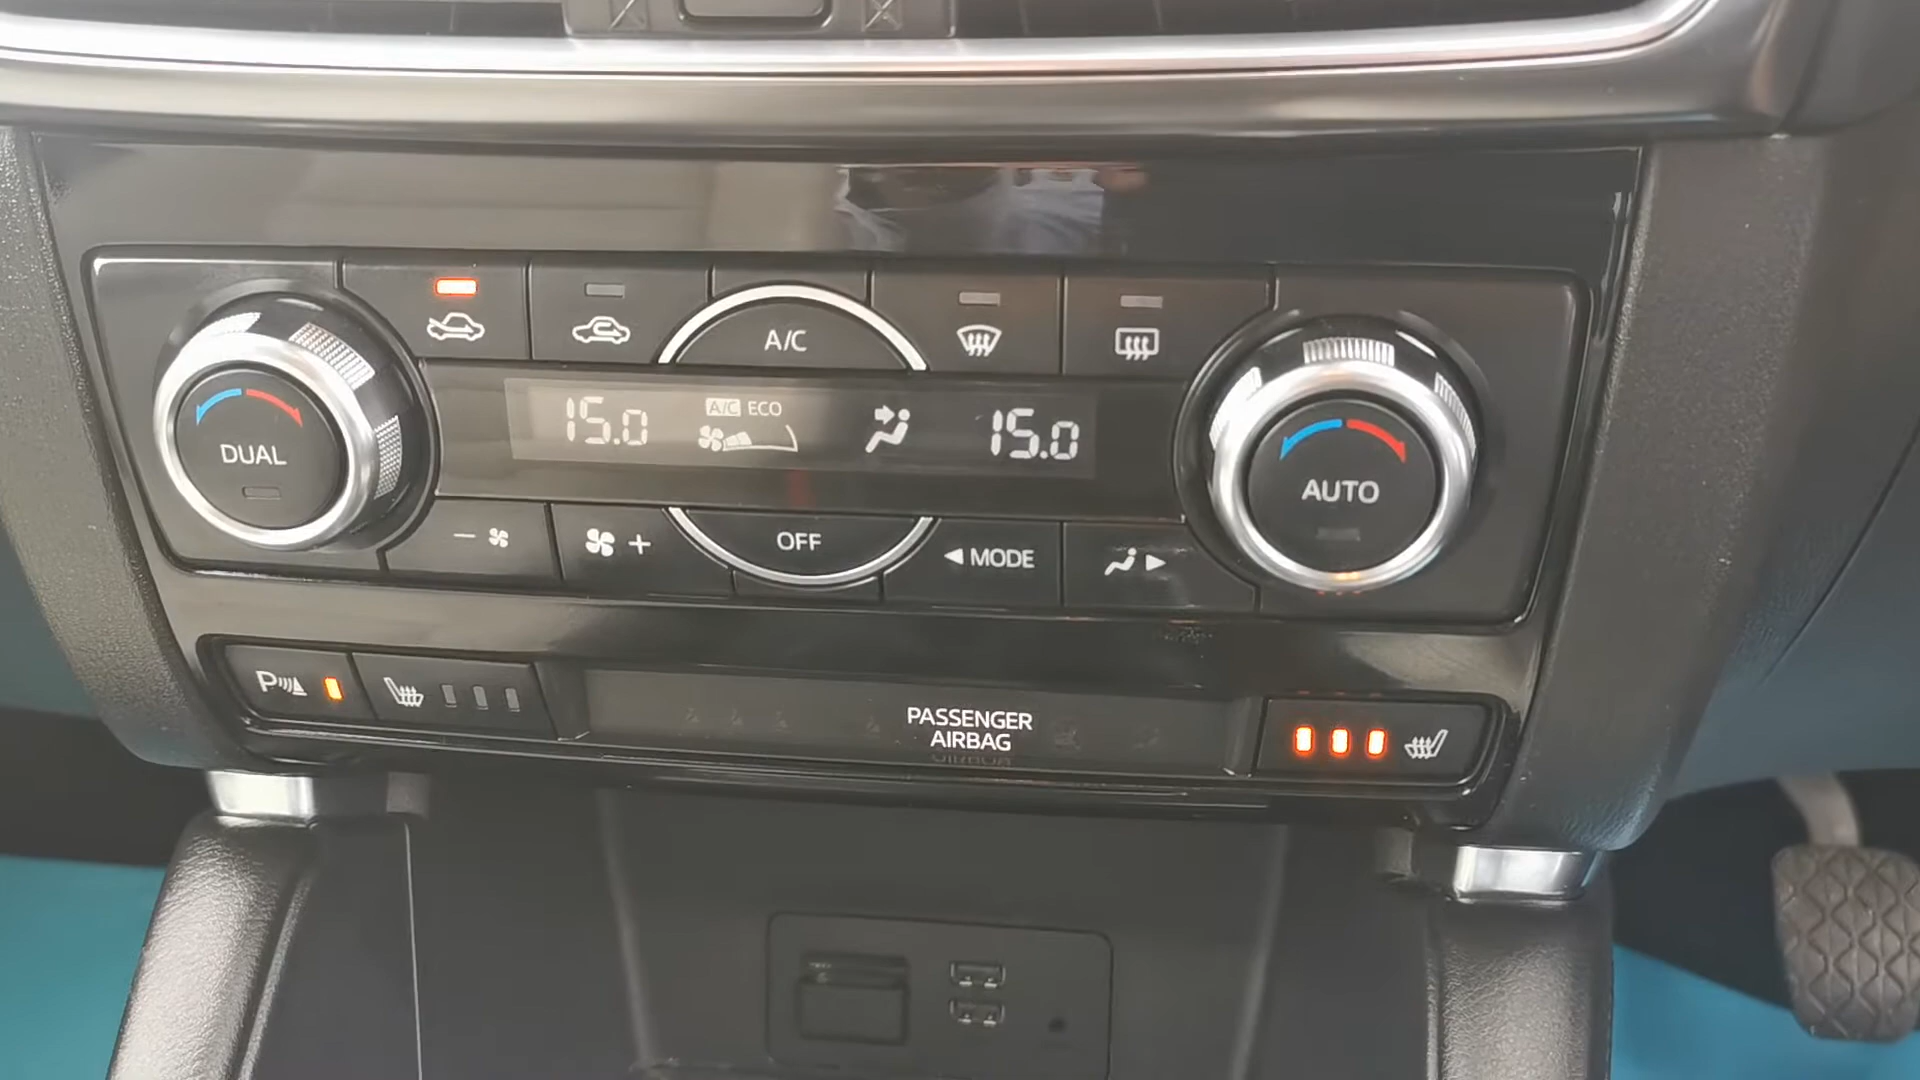 A/C
15.0
A/C ECO
15.0
DUAL
AUTO
-
+
OFF
MODE
P
PASSENGER
AIRBAG